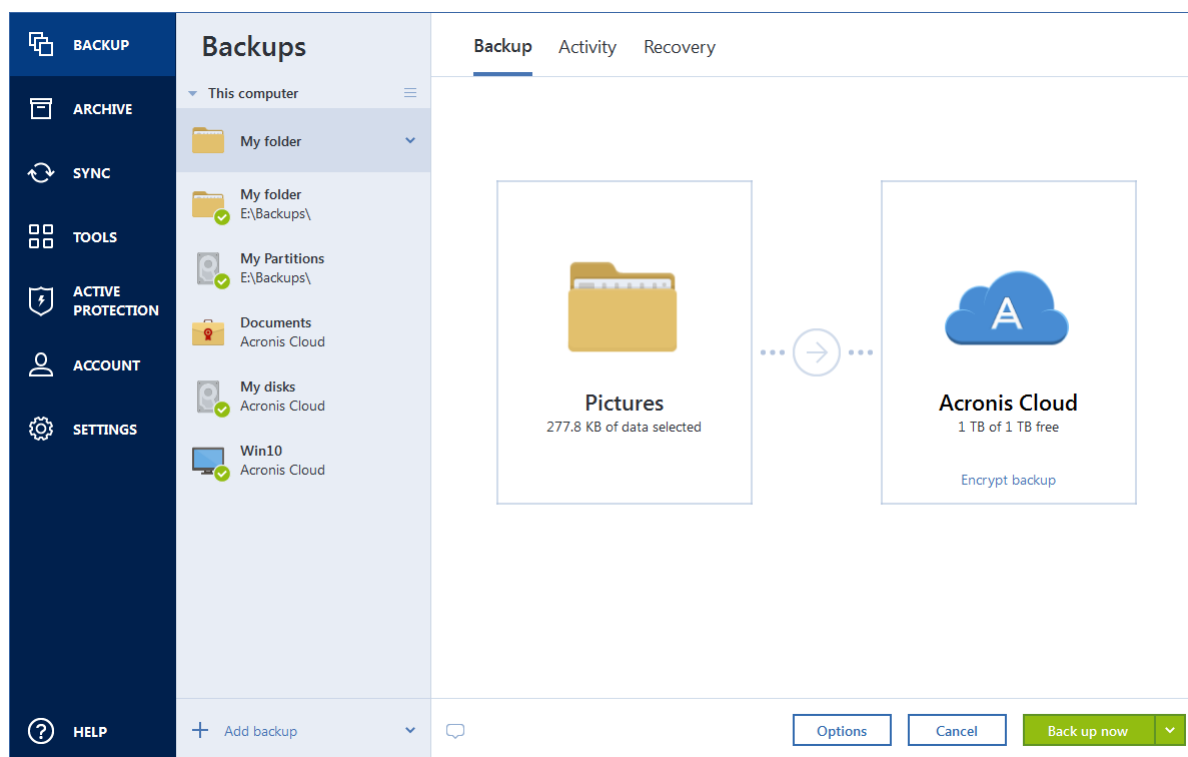 BACKUP
ARCHIVE
SYNC
TOOLS
ACTIVE
PROTECTION
ACCOUNT
SETTINGS
HELP
Backups
This computer
My folder
My folder
E:\Backups\
My Partitions
E:\Backups\
Documents
Acronis Cloud
My disks
Acronis Cloud
Win10
Acronis Cloud
Add backup
Backup Activity Recovery
Pictures
277.8 KB of data selected
A
Acronis Cloud
1 TB of 1 TB free
Encrypt backup
Options Cancel Back up now